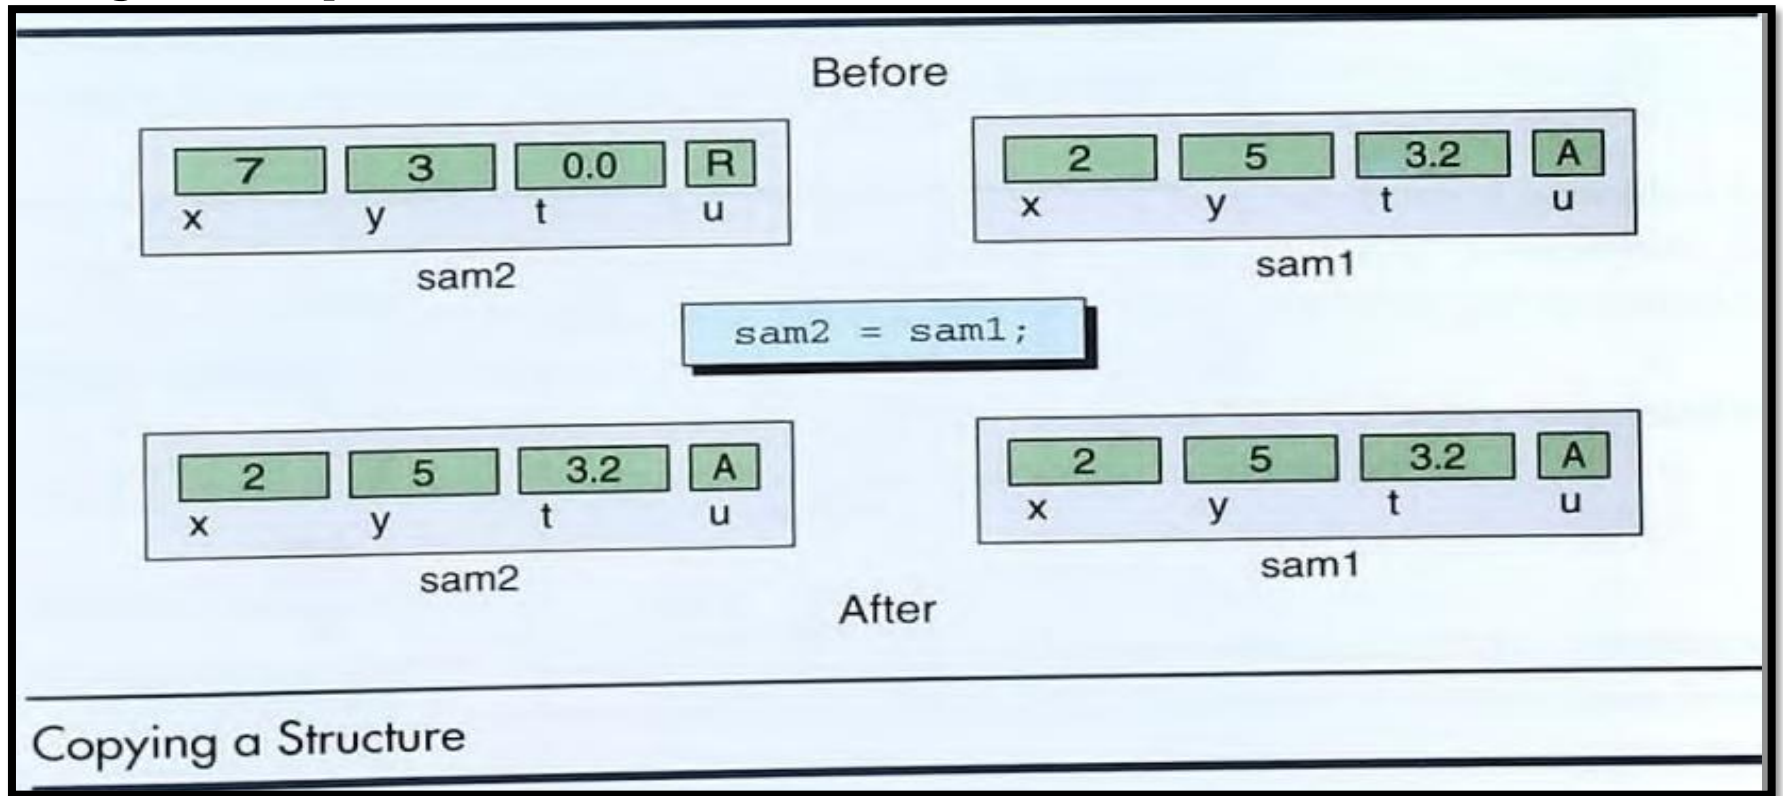 Before
7 3 0.0 R
x y t u
sam2
2 5 3.2 A
x y t u
sam1
sam2 = sam1;
2 5 3.2 A
x y t u
sam2
2 5 3.2 A
x y t u
sam1
After
Copying a Structure